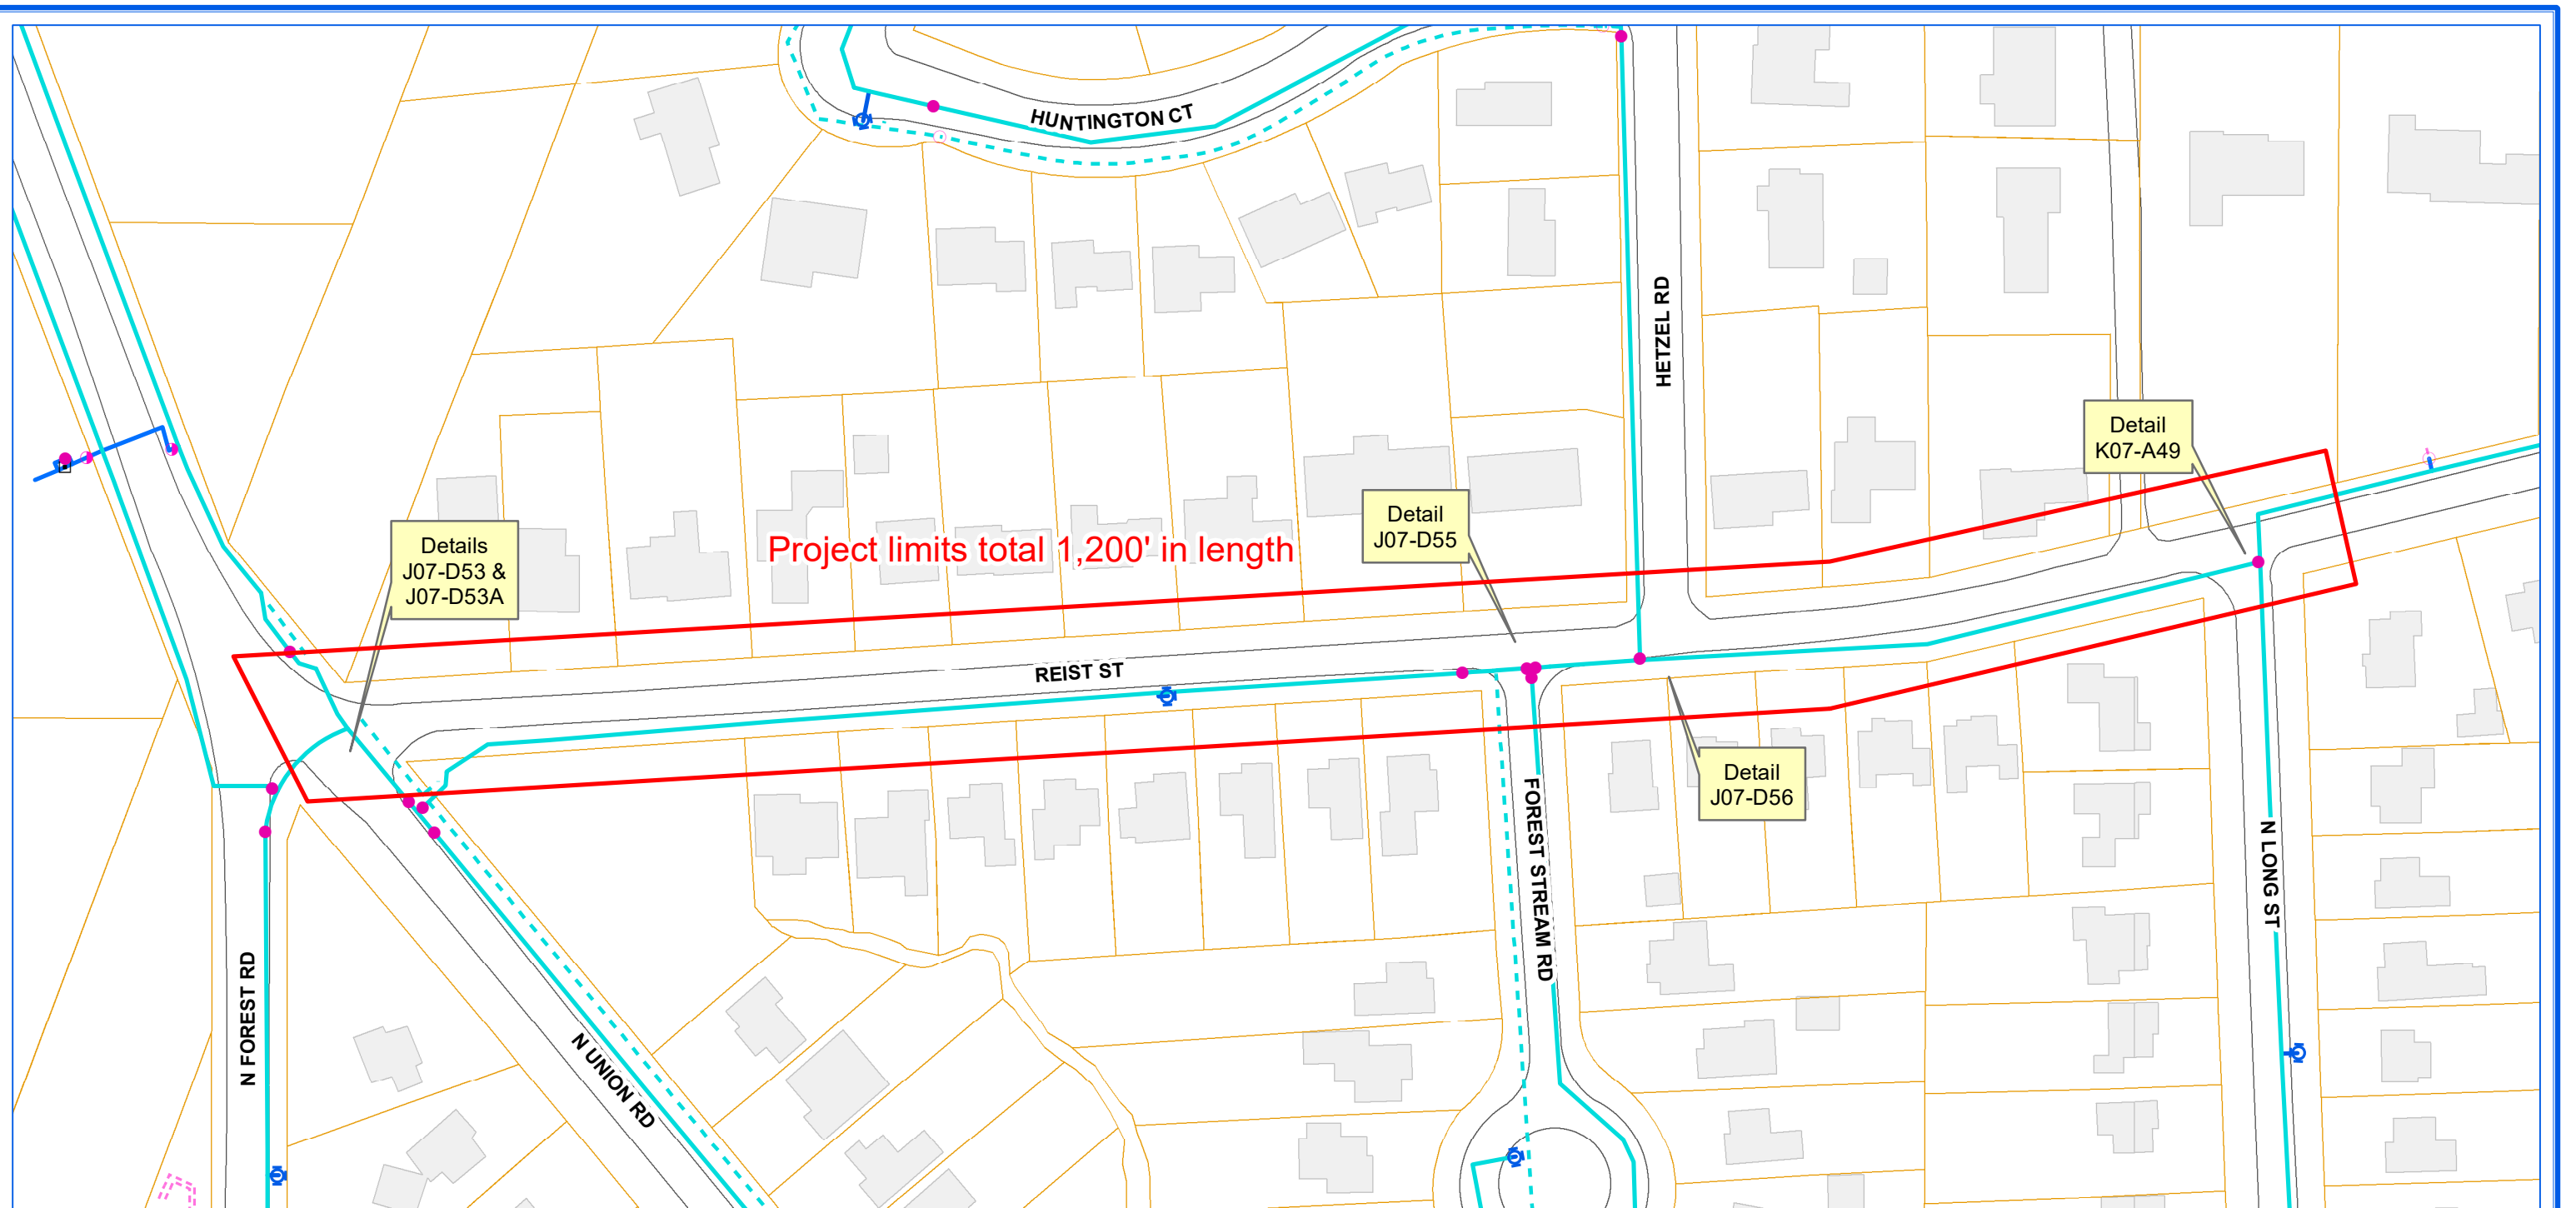 HUNTINGTON CT
HETZEL RD
Detail
K07-A49
Detail
J07-D55
Details
J07-D53 &
J07-D53A
Project limits total 1,200' in length
REIST ST
Detail
J07-D56
FOREST STREAM RD
N LONG ST
N FOREST RD
N UNION RD